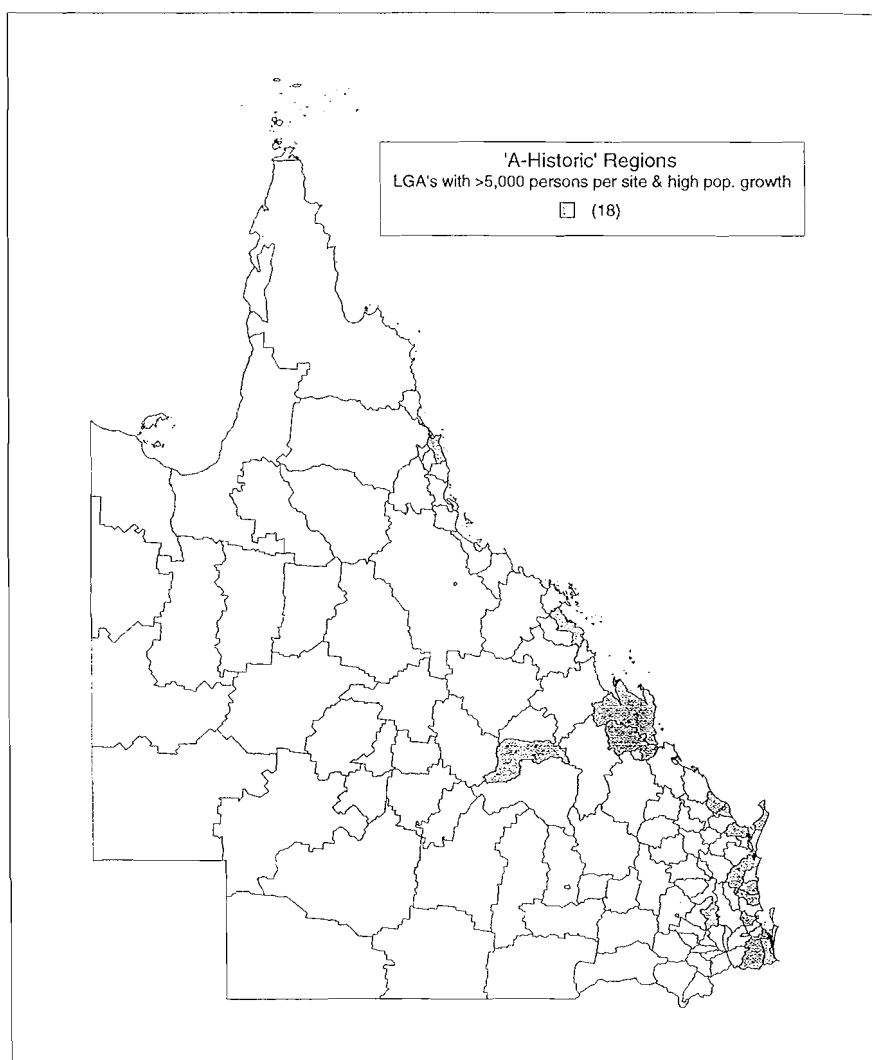 'A-Historic' Regions
LGA's with >5,000 persons per site & high pop. growth
(18)